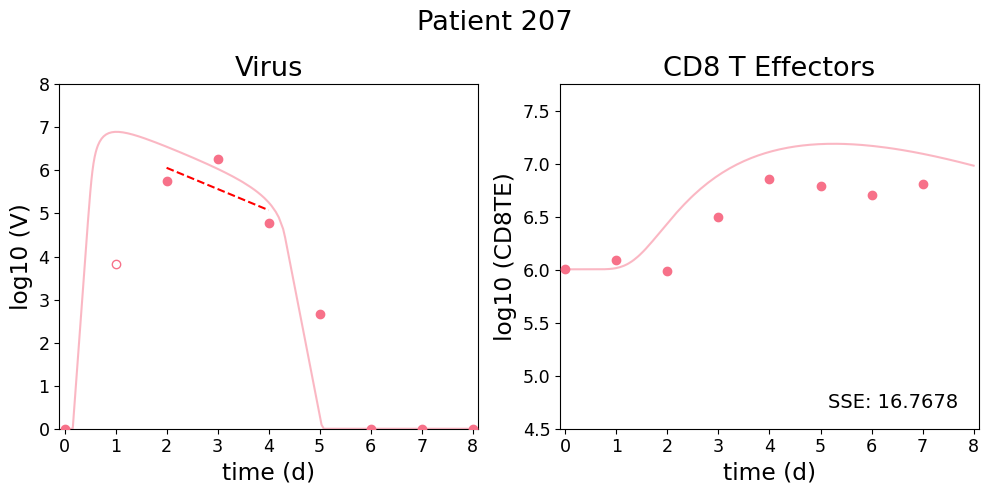 Patient 207
Virus
CD8 T Effectors
log10 (V)
8
7
6
5
4
3
2
1
0
0 1 2 3 4 5 6 7 8
time (d)
log10 (CD8TE)
7.5
7.0
6.5
6.0
5.5
5.0
4.5
SSE: 16.7678
0 1 2 3 4 5 6 7 8
time (d)